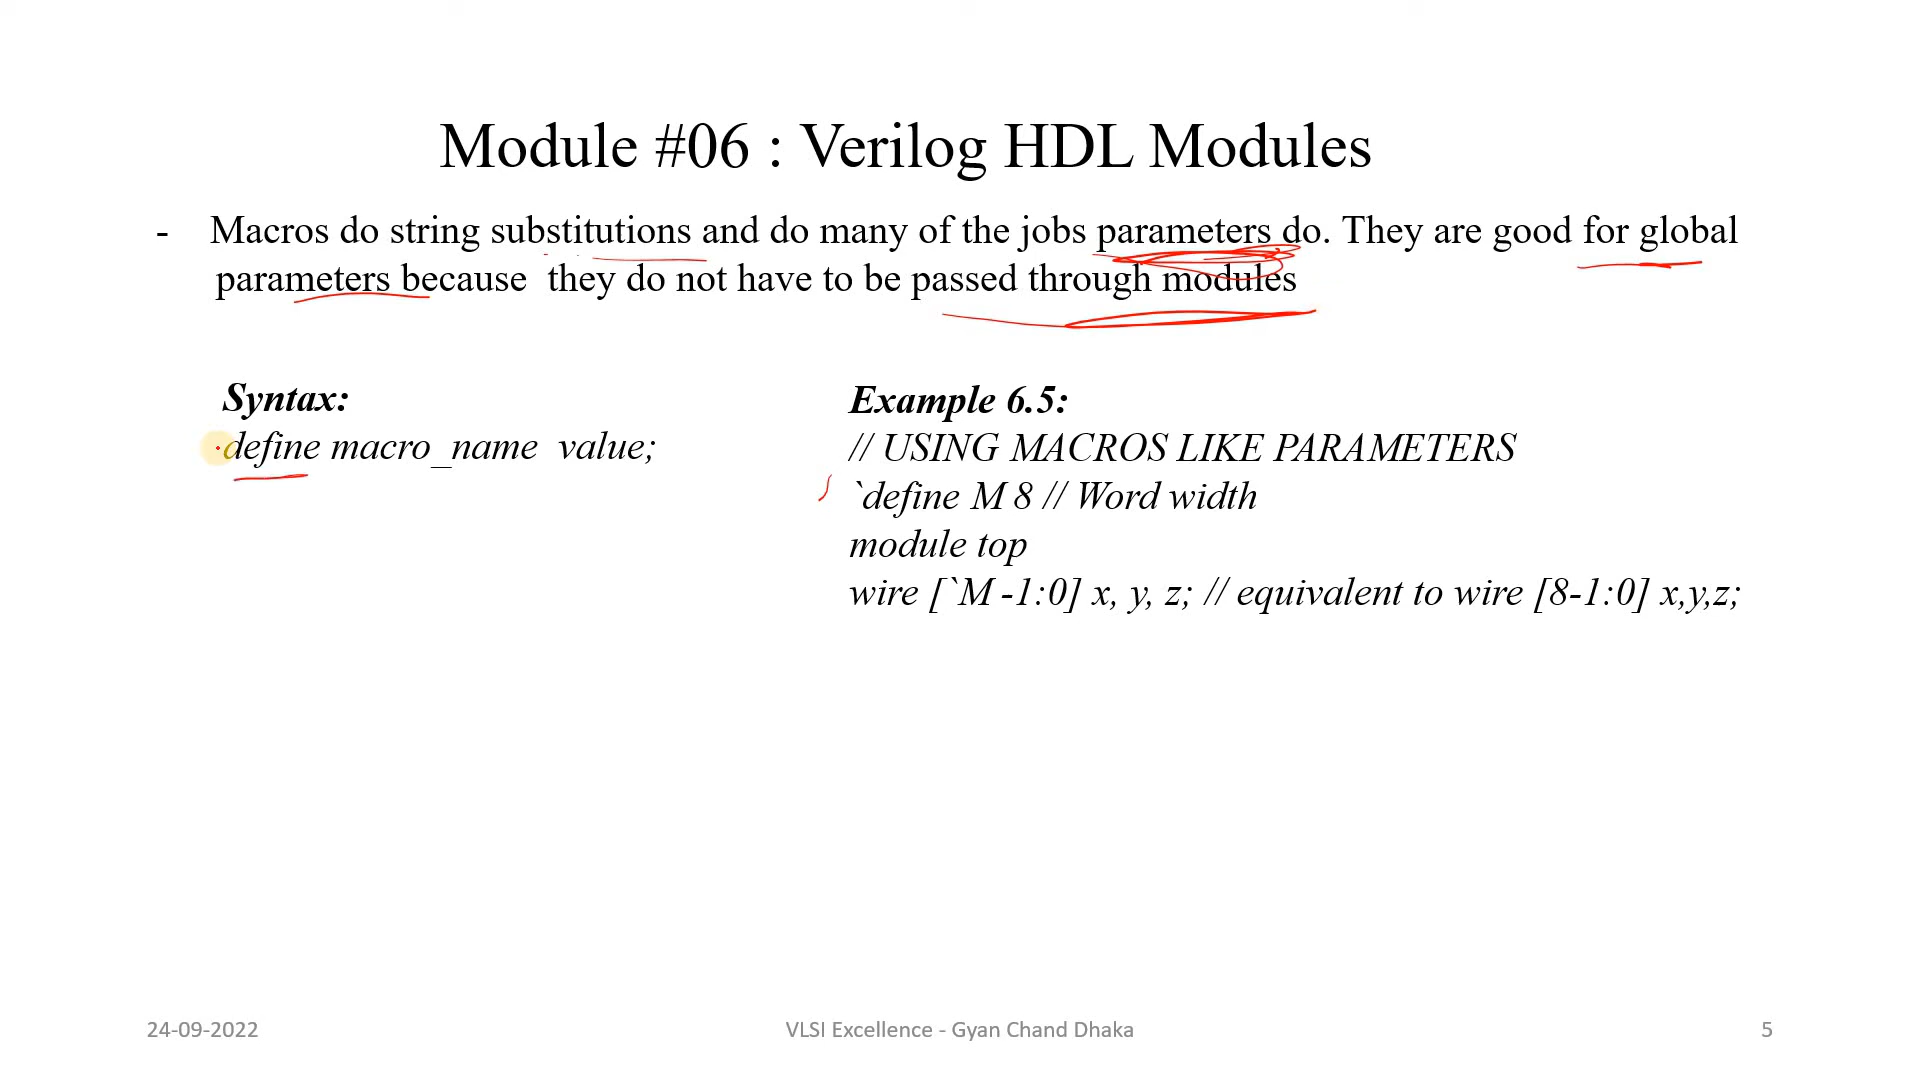 Module #06 : Verilog HDL Modules
- Macros do string substitutions and do many of the jobs parameters do. They are good for global
parameters because they do not have to be passed through modules
Syntax:
define macro_name value;
Example 6.5:
// USING MACROS LIKE PARAMETERS
`define M 8 // Word width
module top
wire [`M -1:0] x, y, z; // equivalent to wire [8-1:0] x,y,z;
24-09-2022
VLSI Excellence - Gyan Chand Dhaka
5